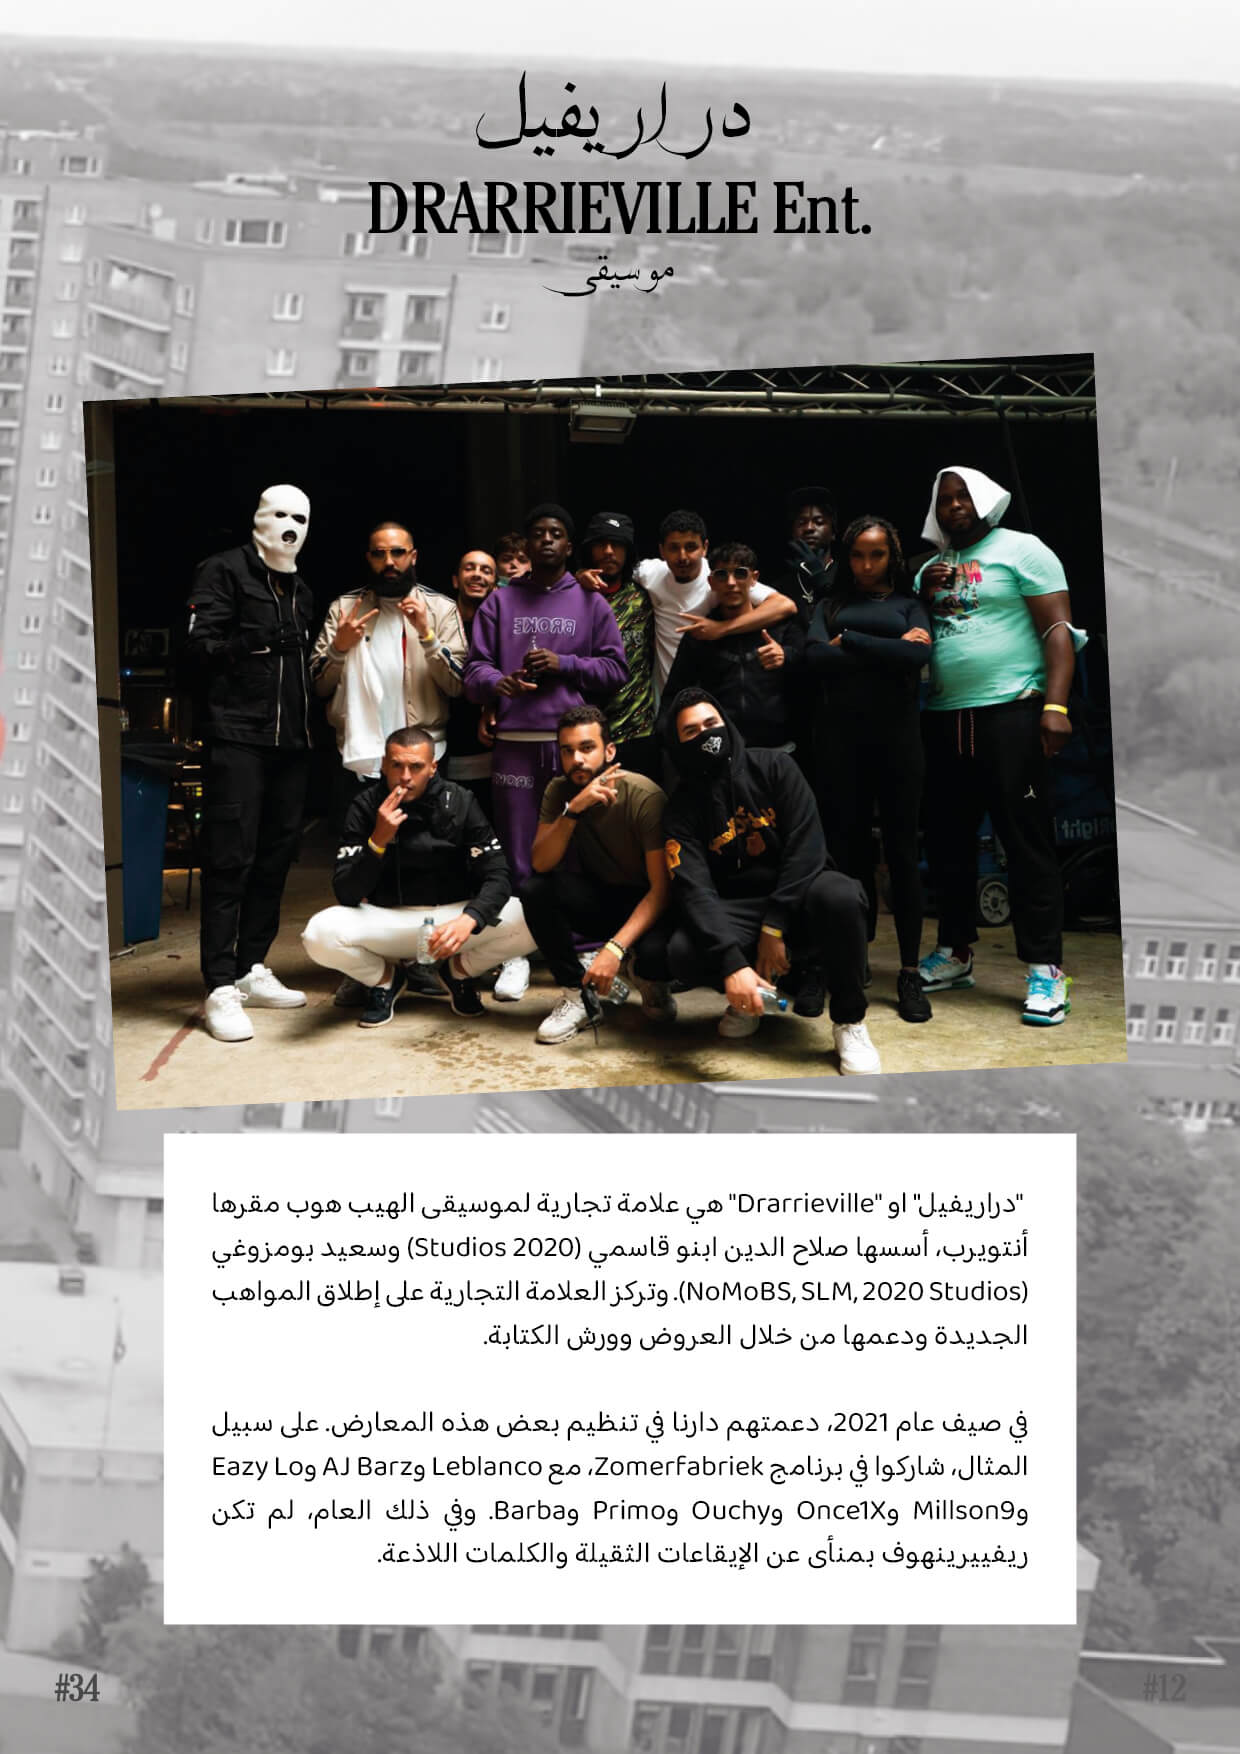 دراريفيل
DRARRIEVILLE Ent.
موسيقى
BROKE
"دراريفيل" او "Drarrieville" هي علامة تجارية لموسيقى الهيب هوب مقرها
أنتويرب، أسسها صلاح الدين ابنو قاسمي (2020 Studios) وسعيد بومزوغي
(NoMoBS, SLM, 2020 Studios). وتركز العلامة التجارية على إطلاق المواهب
الجديدة ودعمها من خلال العروض وورش الكتابة.
في صيف عام 2021، دعمتهم دارنا في تنظيم بعض هذه المعارض. على سبيل
المثال، شاركوا في برنامج Zomerfabriek، مع Leblanco وAJ Barz وEazy Lo
وMillson9 وOnce1X وOuchy وPrimo وBarba. وفي ذلك العام، لم تكن
ريفييرينهوف بمنأى عن الإيقاعات الثقيلة والكلمات اللاذعة.
#34
#12